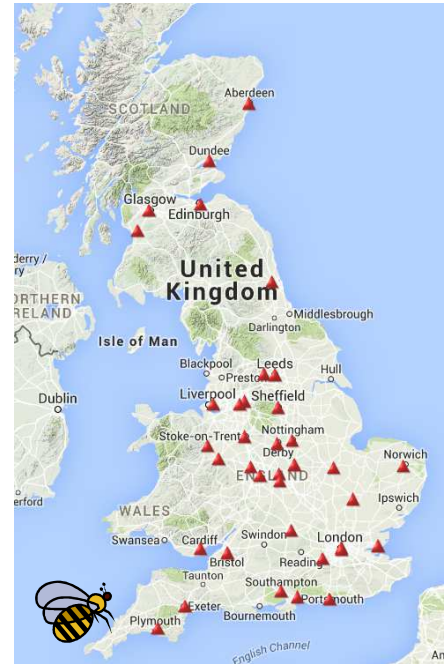 Aberdeen
SCOTLAND
Dundee
Glasgow
Edinburgh
derry /
ry
United
Kingdom
ORTHERN
RELAND
Middlesbrough
Darlington
Isle of Man
Blackpool
Leeds
Preston
Hull
Dublin
Liverpool
Sheffield
Stoke-on-Trent
Nottingham
Derby
Norwich
erford
ENGLAND
Ipswich
WALES
Swansea
Cardiff
Swindon
London
Bristol
Reading
Taunton
Southampton
Exeter
Portsmouth
Bournemouth
Plymouth
English Channel
An